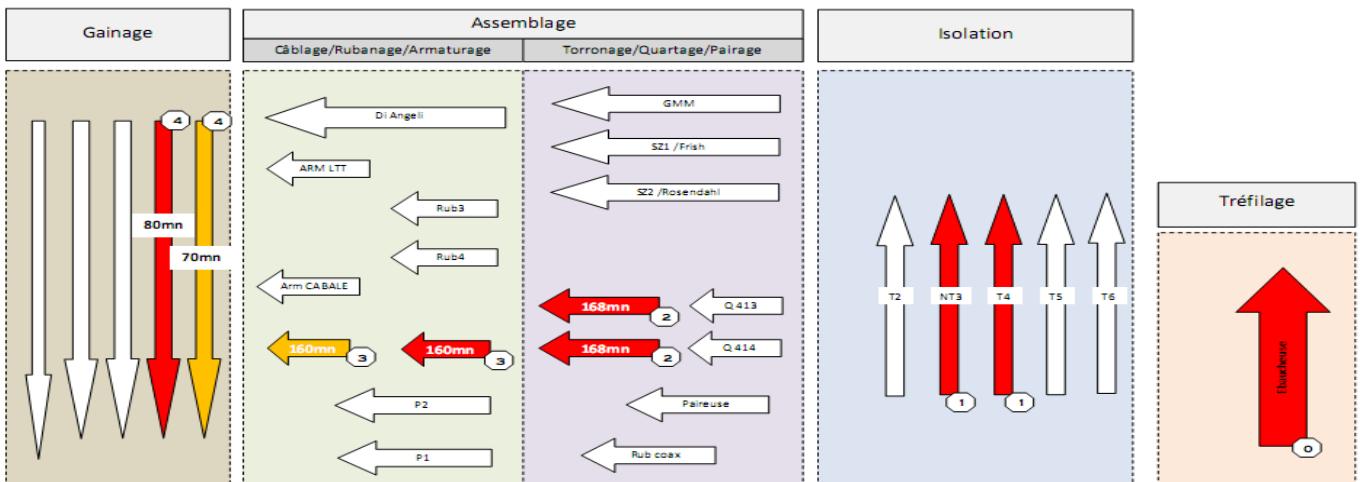 Gainage
Assemblage
Câblage/Rubanage/Armaturage
Torronage/Quartage/Pairage
Isolation
Tréfilage
4
4
80mn
70mn
Di Angeli
ARM LTT
Rub3
Rub4
Arm CABALE
160mn
3
160mn
3
P2
P1
GMM
SZ1 /Frish
SZ2 /Rosendahl
168mn
2
Q 413
168mn
2
Q 414
Paireuse
Rub coax
T2
NT3
T4
T5
T6
1
1
Ebaucheuse
0